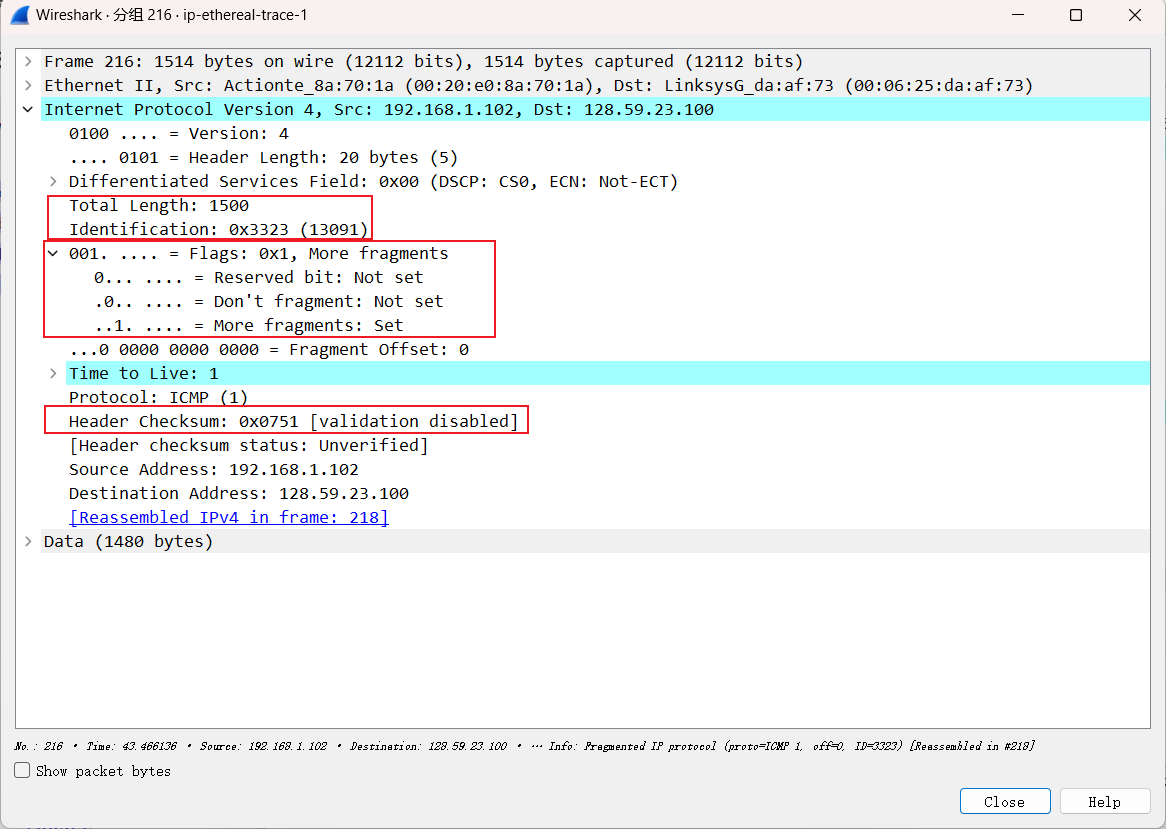 Wireshark · 分组 216 · ip-ethereal-trace-1
Frame 216: 1514 bytes on wire (12112 bits), 1514 bytes captured (12112 bits)
Ethernet II, Src: Actionte_8a:70:1a (00:20:e0:8a:70:1a), Dst: LinksysG_da:af:73 (00:06:25:da:af:73)
Internet Protocol Version 4, Src: 192.168.1.102, Dst: 128.59.23.100
0100 .... = Version: 4
.... 0101 = Header Length: 20 bytes (5)
Differentiated Services Field: 0x00 (DSCP: CS0, ECN: Not-ECT)
Total Length: 1500
Identification: 0x3323 (13091)
001. .... = Flags: 0x1, More fragments
0... .... = Reserved bit: Not set
.0.. .... = Don't fragment: Not set
..1. .... = More fragments: Set
...0 0000 0000 0000 = Fragment Offset: 0
Time to Live: 1
Protocol: ICMP (1)
Header Checksum: 0x0751 [validation disabled]
[Header checksum status: Unverified]
Source Address: 192.168.1.102
Destination Address: 128.59.23.100
[Reassembled IPv4 in frame: 218]
Data (1480 bytes)
No.: 216 · Time: 43.466136 · Source: 192.168.1.102 · Destination: 128.59.23.100 · ··· Info: Fragmented IP protocol (proto=ICMP 1, off=0, ID=3323) [Reassembled in #218]
Show packet bytes
Close
Help